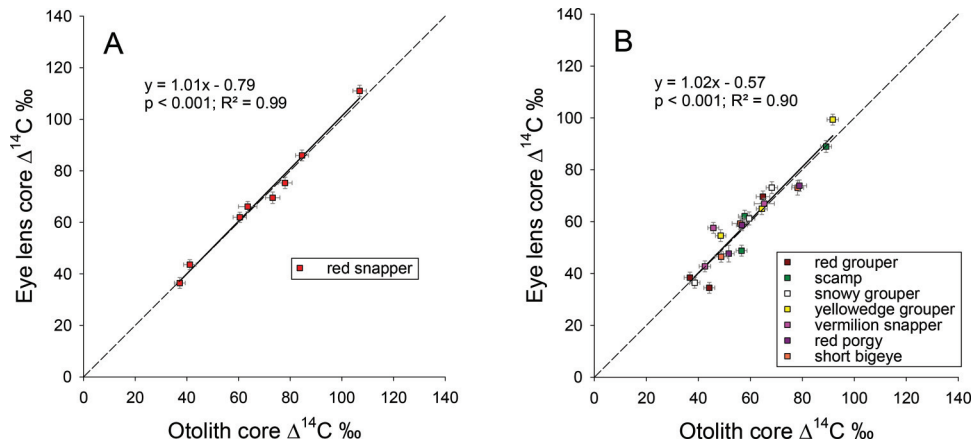 A
y = 1.01x - 0.79
p < 0.001; R² = 0.99
red snapper
Eye lens core Δ¹⁴C ‰
140
120
100
80
60
40
20
0
0 20 40 60 80 100 120 140
Otolith core Δ¹⁴C ‰
B
y = 1.02x - 0.57
p < 0.001; R² = 0.90
red grouper
scamp
snowy grouper
yellowedge grouper
vermilion snapper
red porgy
short bigeye
Eye lens core Δ¹⁴C ‰
140
120
100
80
60
40
20
0
0 20 40 60 80 100 120 140
Otolith core Δ¹⁴C ‰